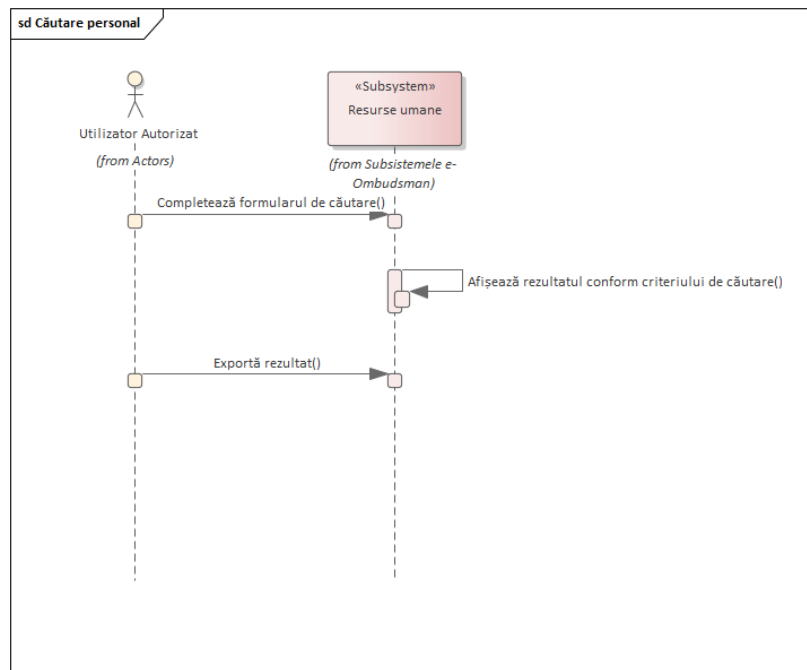 sd Căutare personal
«Subsystem»
Resurse umane
Utilizator Autorizat
(from Actors)
(from Subsistemele e-
Ombudsman)
Completează formularul de căutare()
Afișează rezultatul conform criteriului de căutare()
Exportă rezultat()